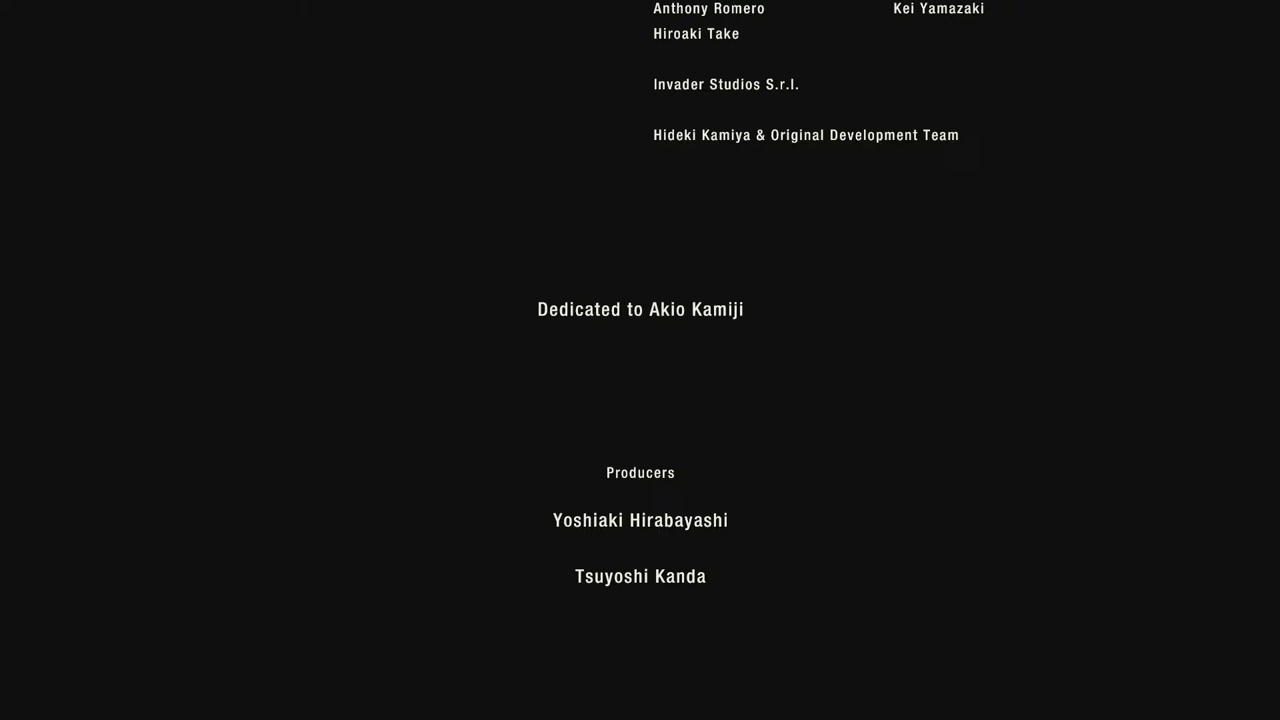 Anthony Romero Kei Yamazaki
Hiroaki Take
Invader Studios S.r.l.
Hideki Kamiya & Original Development Team
Dedicated to Akio Kamiji
Producers
Yoshiaki Hirabayashi
Tsuyoshi Kanda